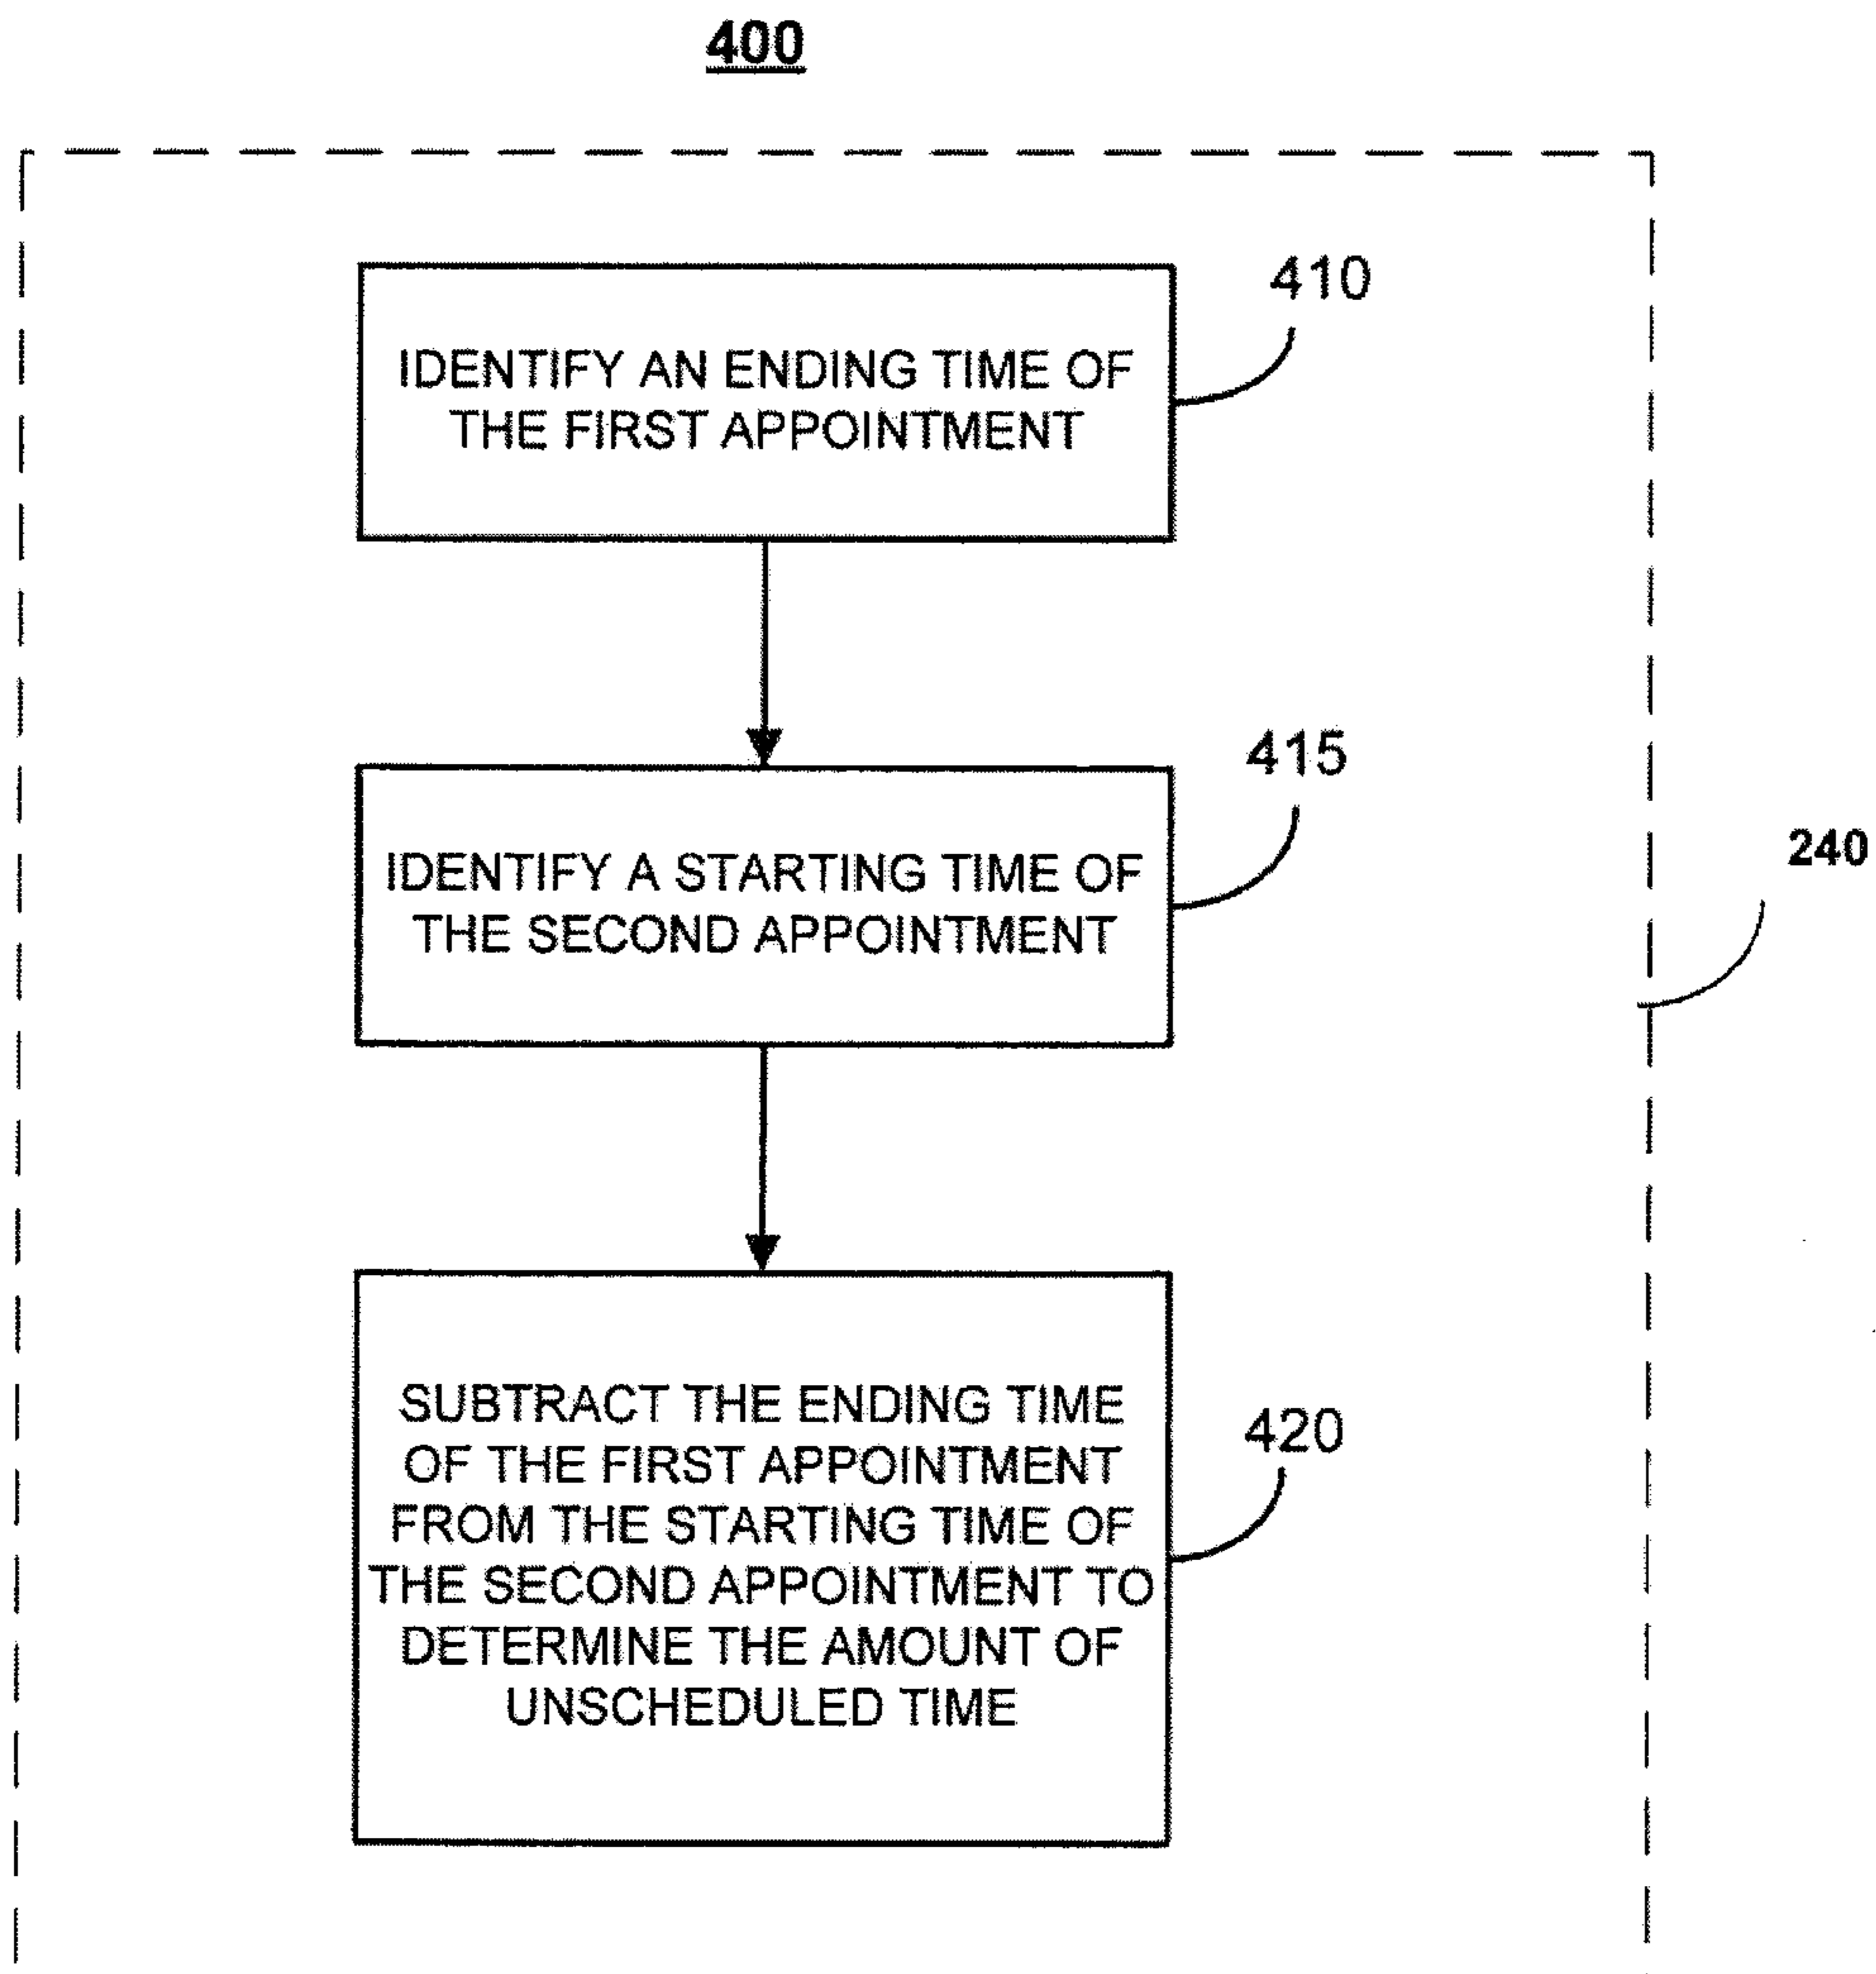 400
410
IDENTIFY AN ENDING TIME OF
THE FIRST APPOINTMENT
415
IDENTIFY A STARTING TIME OF
THE SECOND APPOINTMENT
240
SUBTRACT THE ENDING TIME
OF THE FIRST APPOINTMENT
FROM THE STARTING TIME OF
THE SECOND APPOINTMENT TO
DETERMINE THE AMOUNT OF
UNSCHEDULED TIME
420